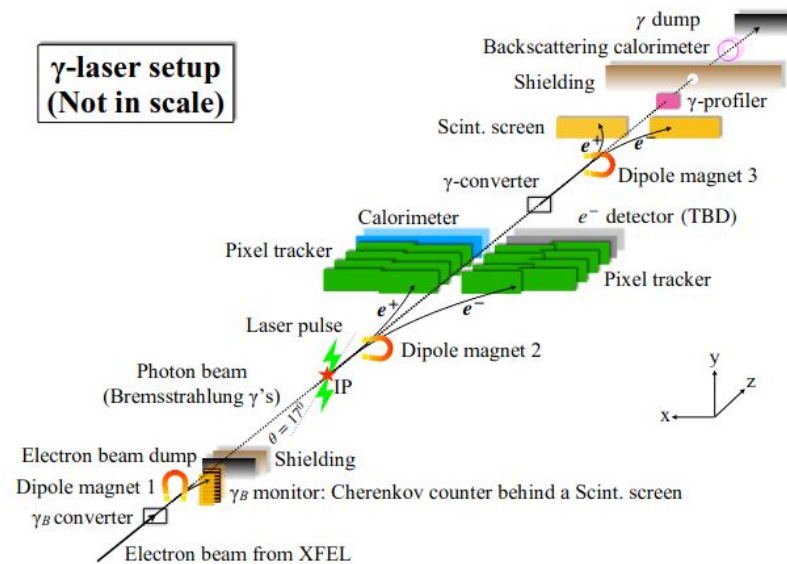 γ-laser setup
(Not in scale)
γ dump
Backscattering calorimeter
Shielding
γ-profiler
Scint. screen
e⁺
e⁻
Dipole magnet 3
γ-converter
Calorimeter
e⁻ detector (TBD)
Pixel tracker
Pixel tracker
e⁺
e⁻
Laser pulse
Dipole magnet 2
Photon beam
(Bremsstrahlung γ's)
IP
θ = 17⁰
y
z
x
Electron beam dump
Shielding
Dipole magnet 1
γB monitor: Cherenkov counter behind a Scint. screen
γB converter
Electron beam from XFEL